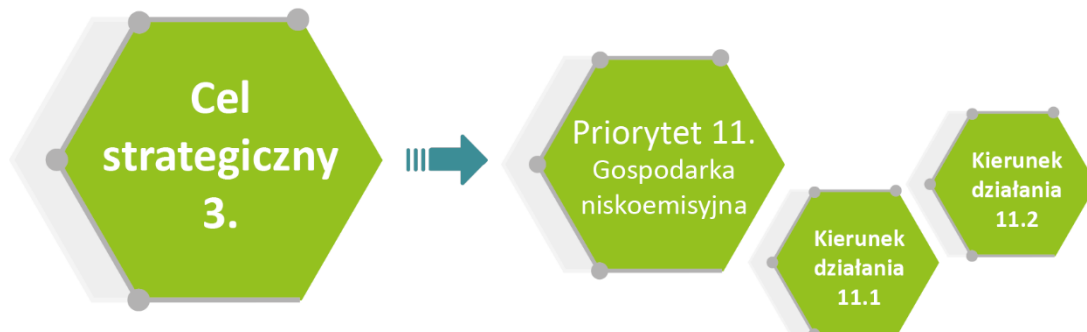 Cel
strategiczny
3.
Priorytet 11.
Gospodarka
niskoemisyjna
Kierunek
działania
11.1
Kierunek
działania
11.2